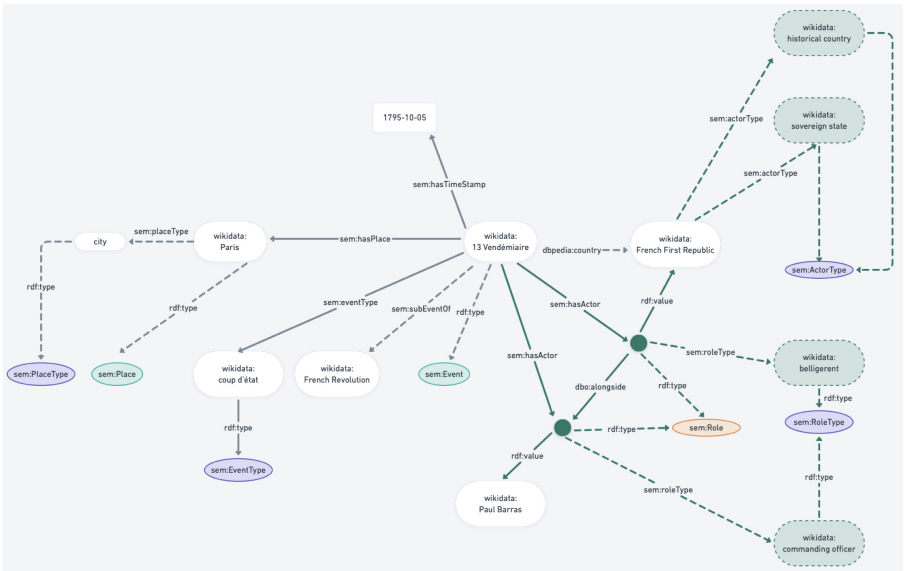 wikidata:
historical country
1795-10-05
sem:actorType
wikidata:
sovereign state
sem:actorType
sem:hasTimeStamp
sem:placeType
city
wikidata:
Paris
sem:hasPlace
wikidata:
13 Vendémiaire
dbpedia:country
wikidata:
French First Republic
sem:ActorType
rdf:type
rdf:type
sem:eventType
sem:subEventOf
rdf:type
sem:hasActor
rdf:value
sem:hasActor
sem:roleType
wikidata:
belligerent
sem:PlaceType
sem:Place
wikidata:
coup d'état
wikidata:
French Revolution
sem:Event
dbo:alongside
rdf:type
rdf:type
sem:RoleType
rdf:type
rdf:type
sem:Role
rdf:value
sem:EventType
rdf:type
sem:roleType
wikidata:
Paul Barras
wikidata:
commanding officer